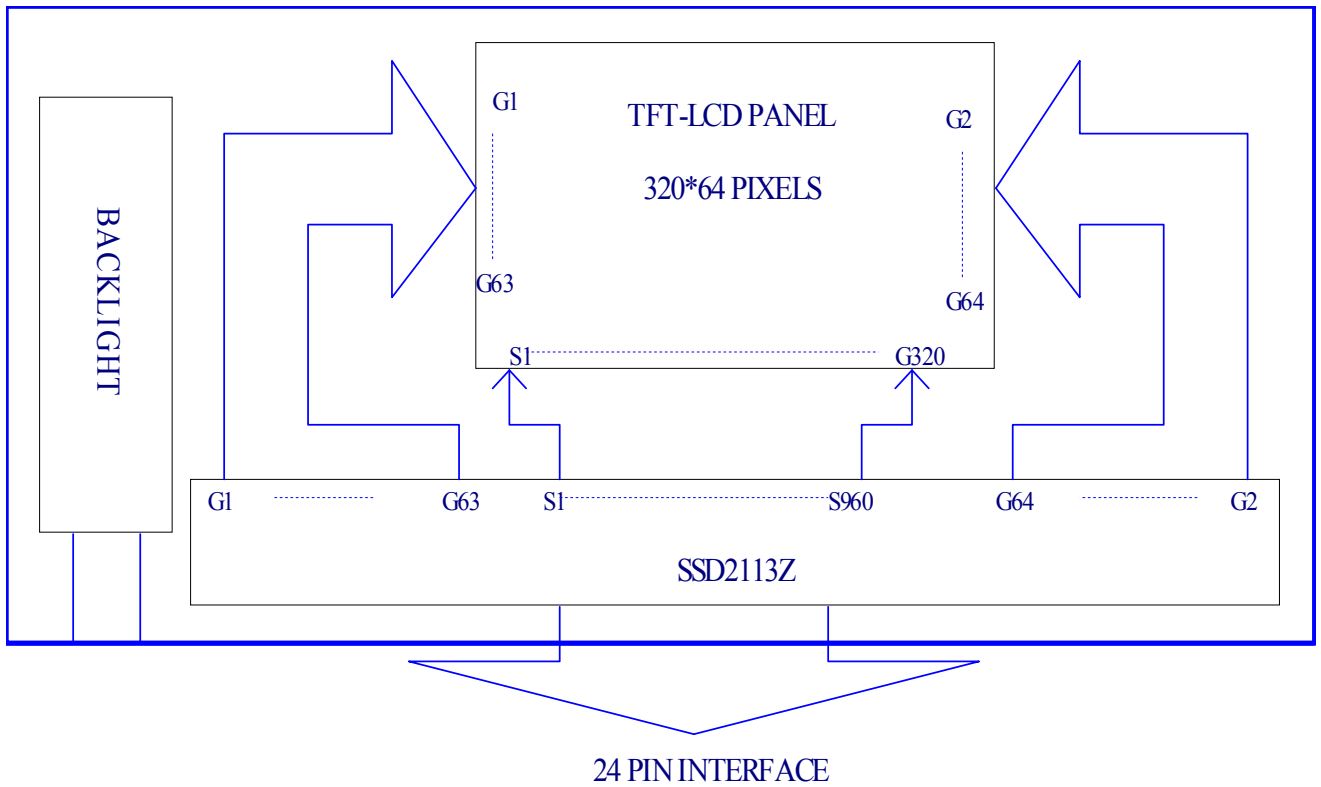 G1
TFT-LCD PANEL
G2
320*64 PIXELS
BACKLIGHT
G63
G64
S1
G320
G1
G63
S1
S960
G64
G2
SSD2113Z
24 PIN INTERFACE